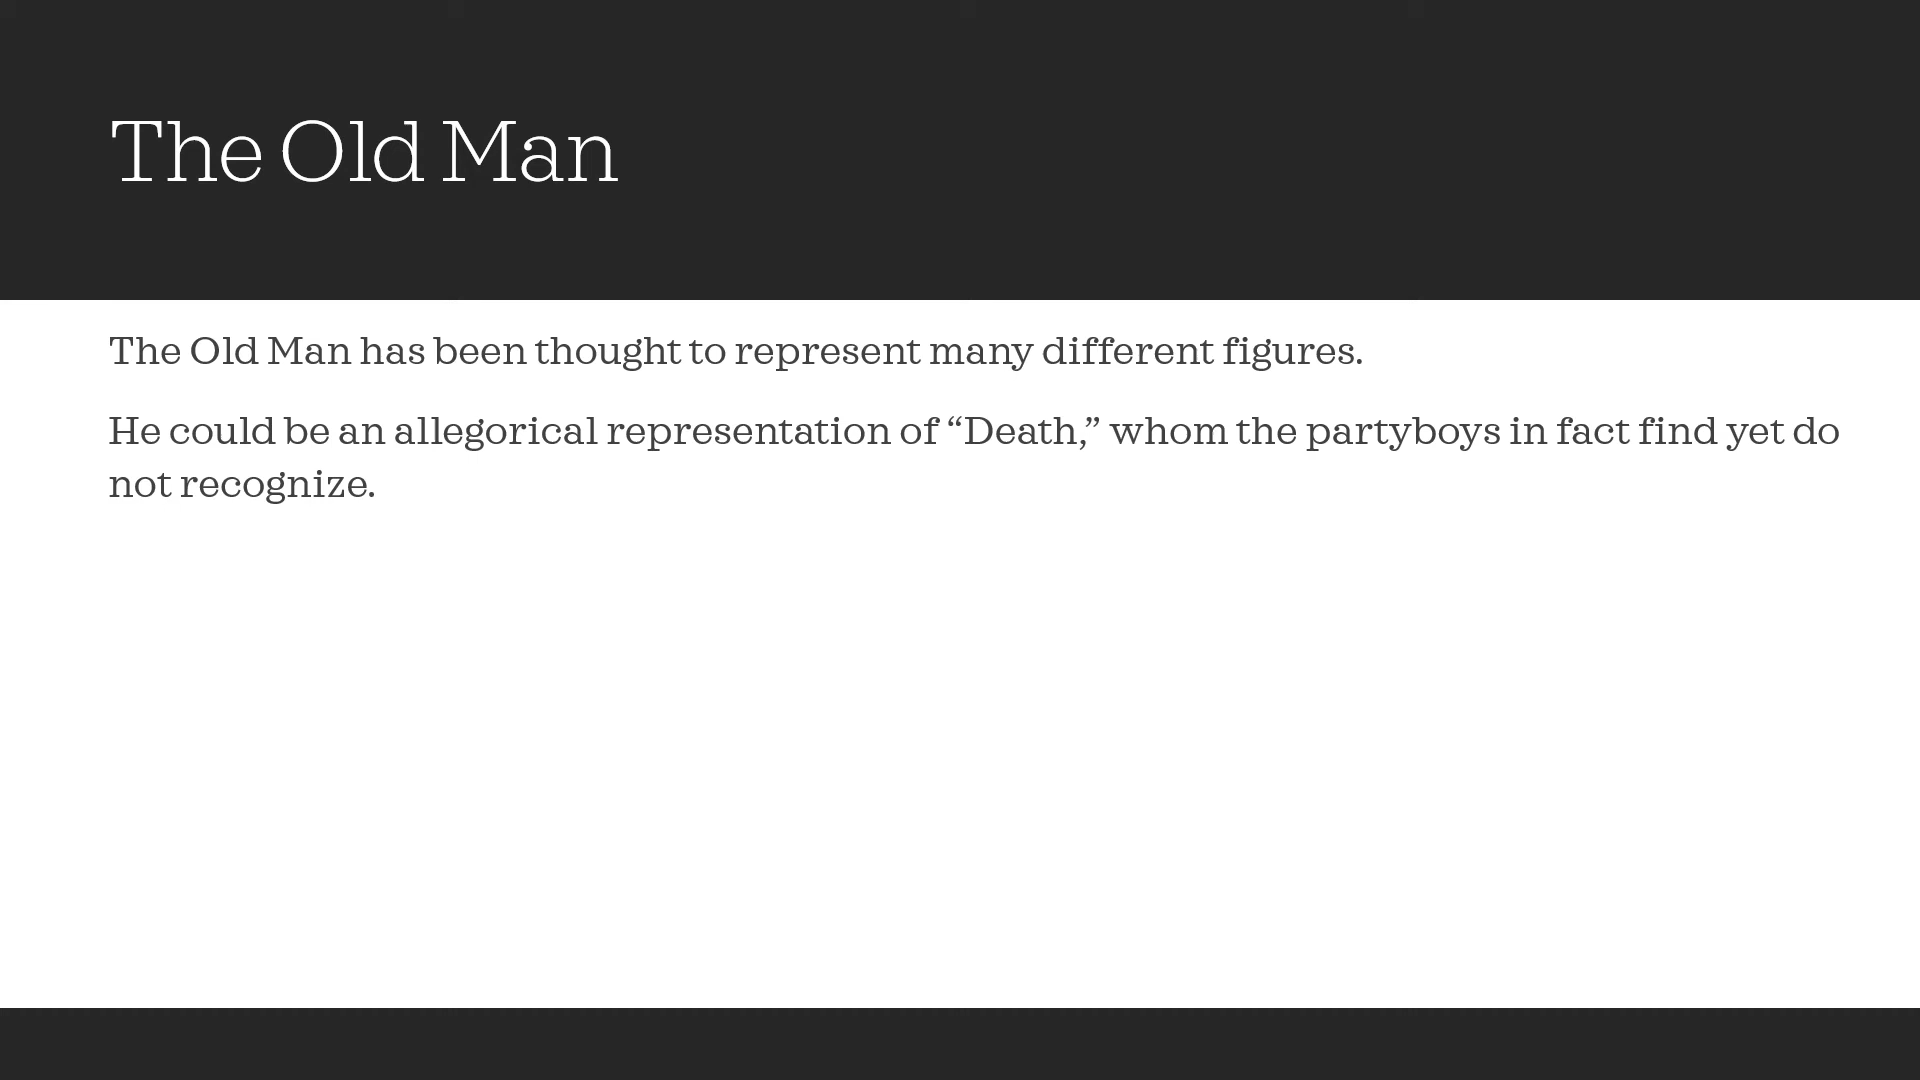 The Old Man
The Old Man has been thought to represent many different figures.
He could be an allegorical representation of “Death,” whom the partyboys in fact find yet do
not recognize.